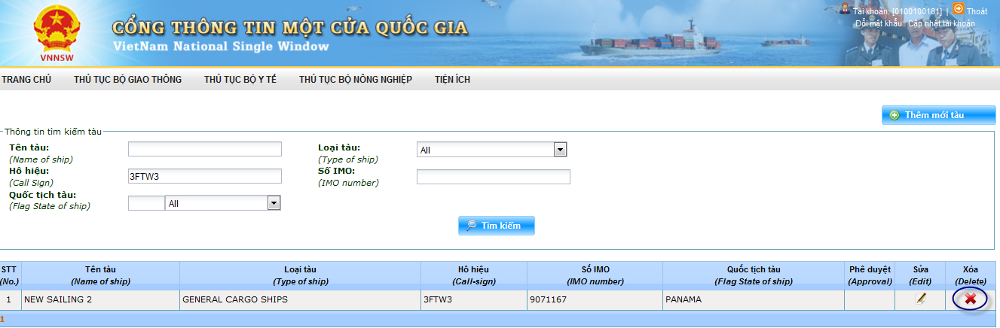 Tài khoản: [0100100181] | Thoát
CỔNG THÔNG TIN MỘT CỬA QUỐC GIA
Đổi mật khẩu Cập nhật tài khoản
VietNam National Single Window
VNNSW
TRANG CHỦ THỦ TỤC BỘ GIAO THÔNG THỦ TỤC BỘ Y TẾ THỦ TỤC BỘ NÔNG NGHIỆP TIỆN ÍCH
Thêm mới tàu
Thông tin tìm kiếm tàu
Tên tàu: Loại tàu: All
(Name of ship) (Type of ship)
Hô hiệu: 3FTW3 Số IMO:
(Call Sign) (IMO number)
Quốc tịch tàu: All
(Flag State of ship)
Tìm kiếm
STT Tên tàu Loại tàu Hô hiệu Số IMO Quốc tịch tàu Phê duyệt Sửa Xóa
(No.) (Name of ship) (Type of ship) (Call-sign) (IMO number) (Flag State of ship) (Approval) (Edit) (Delete)
1 NEW SAILING 2 GENERAL CARGO SHIPS 3FTW3 9071167 PANAMA
1